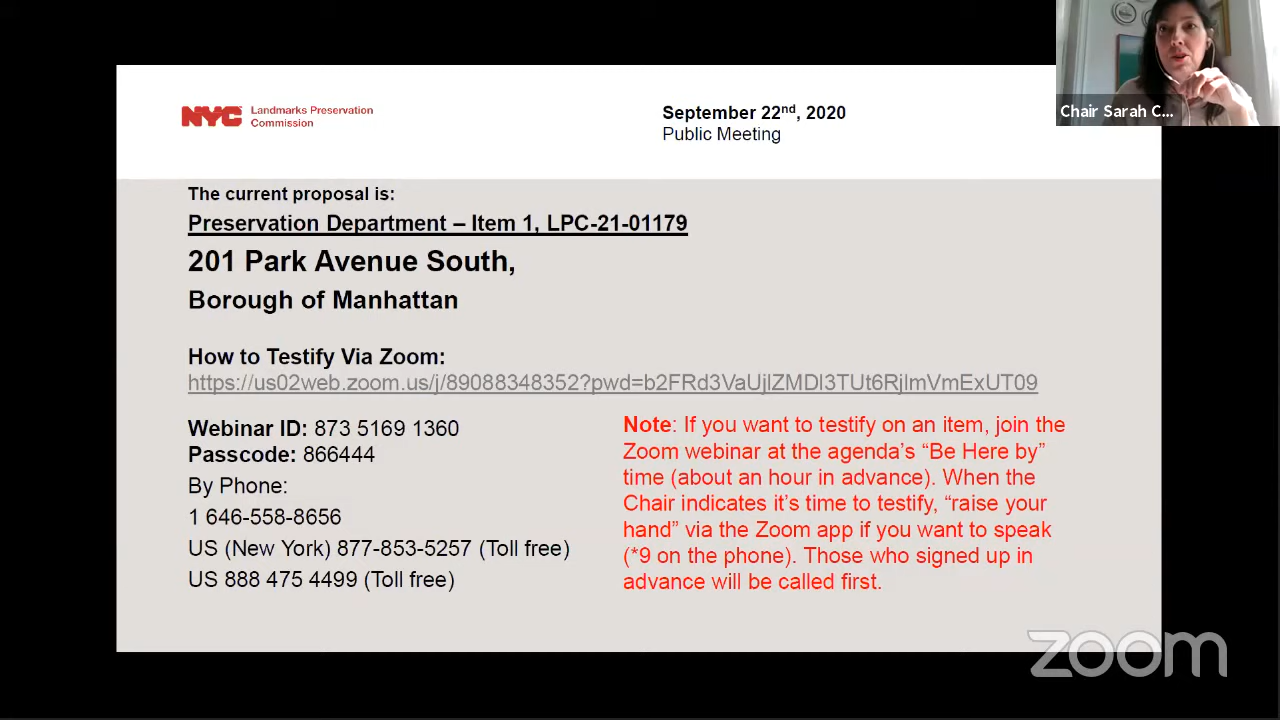 NYC Landmarks Preservation
Commission
September 22nd, 2020
Public Meeting
Chair Sarah C...
The current proposal is:
Preservation Department – Item 1, LPC-21-01179
201 Park Avenue South,
Borough of Manhattan
How to Testify Via Zoom:
https://us02web.zoom.us/j/89088348352?pwd=b2FRd3VaUjlZMDl3TUt6RjlmVmExUT09
Webinar ID: 873 5169 1360
Passcode: 866444
By Phone:
1 646-558-8656
US (New York) 877-853-5257 (Toll free)
US 888 475 4499 (Toll free)
Note: If you want to testify on an item, join the
Zoom webinar at the agenda’s “Be Here by”
time (about an hour in advance). When the
Chair indicates it’s time to testify, “raise your
hand” via the Zoom app if you want to speak
(*9 on the phone). Those who signed up in
advance will be called first.
zoom